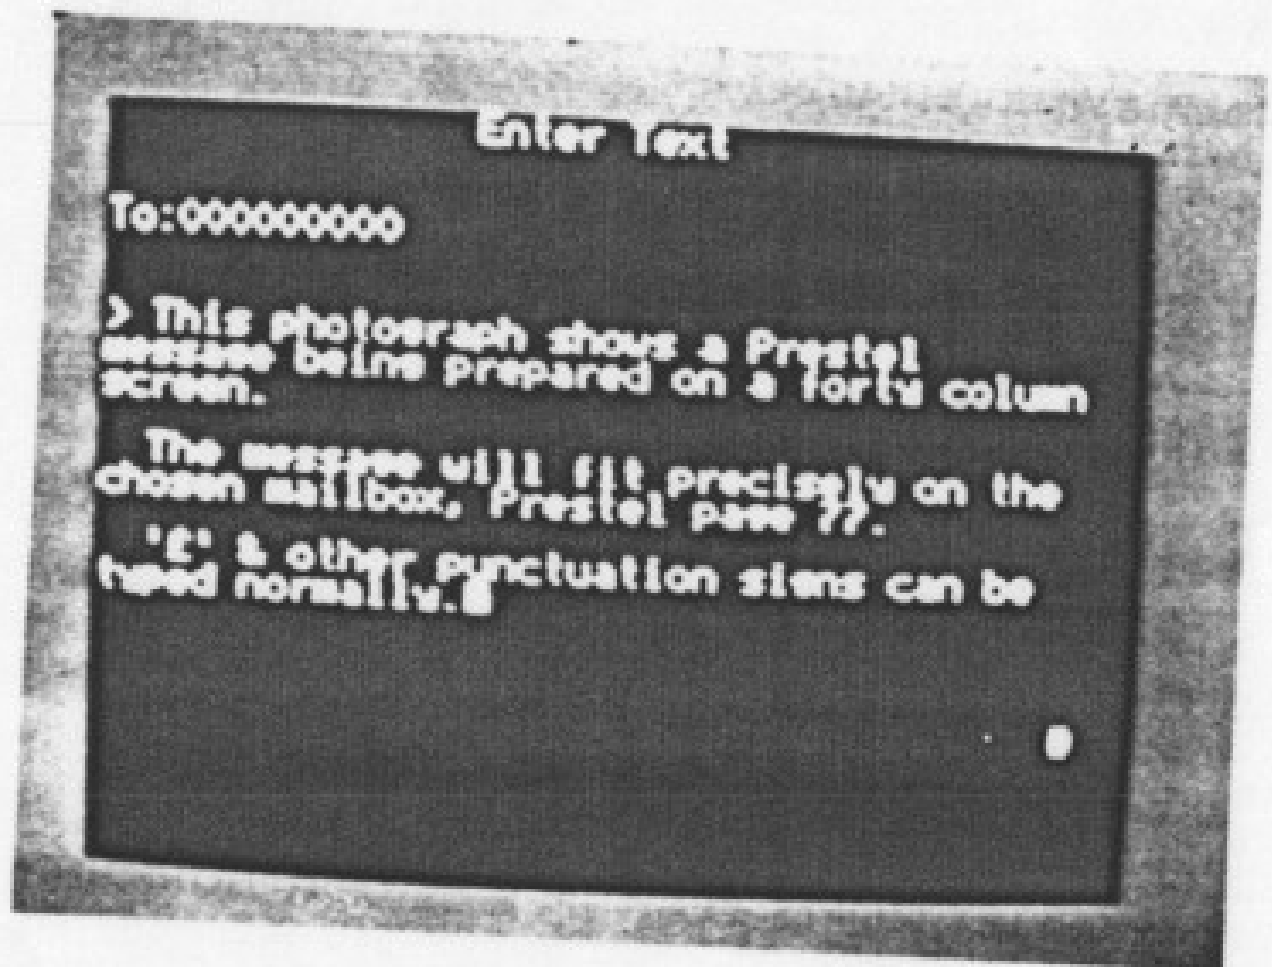 Enter Text
To:000000000
> This photograph shows a Prestel
message being prepared on a forty column
screen.
The message will fit precisely on the
chosen mailbox, Prestel page 77.
'£' & other punctuation signs can be
typed normally.